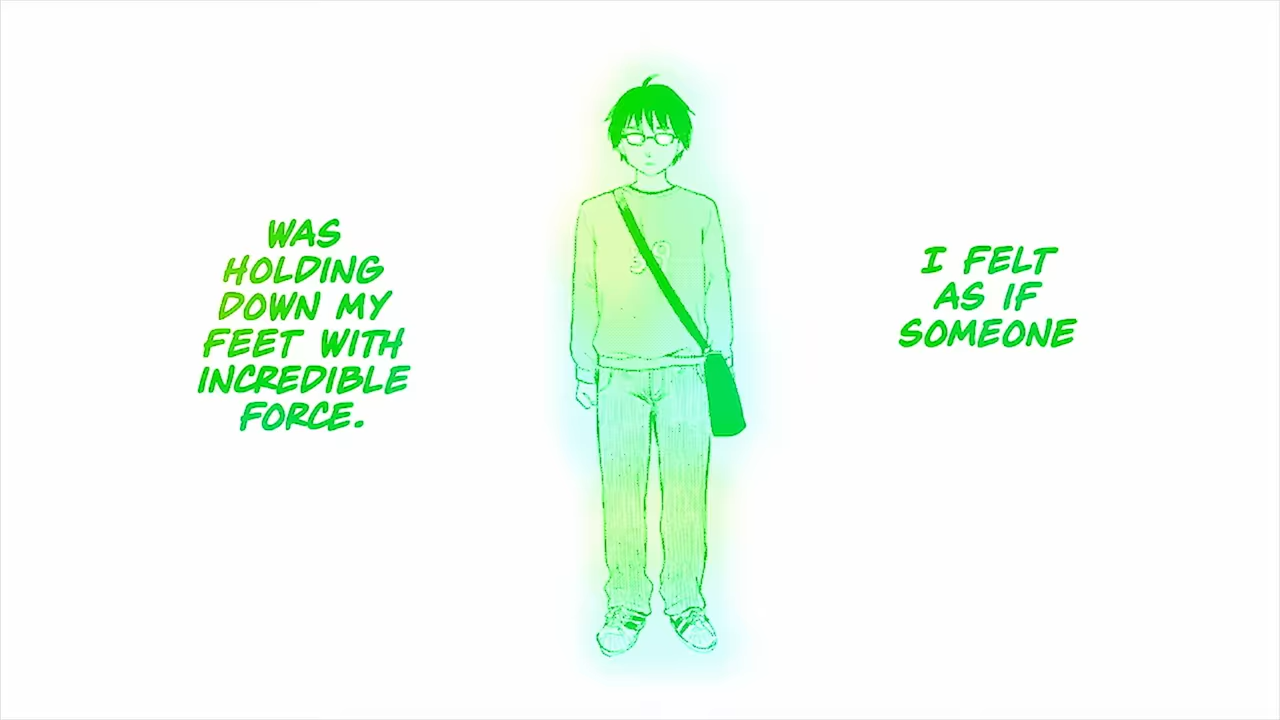 I FELT
AS IF
SOMEONE
WAS
HOLDING
DOWN MY
FEET WITH
INCREDIBLE
FORCE.